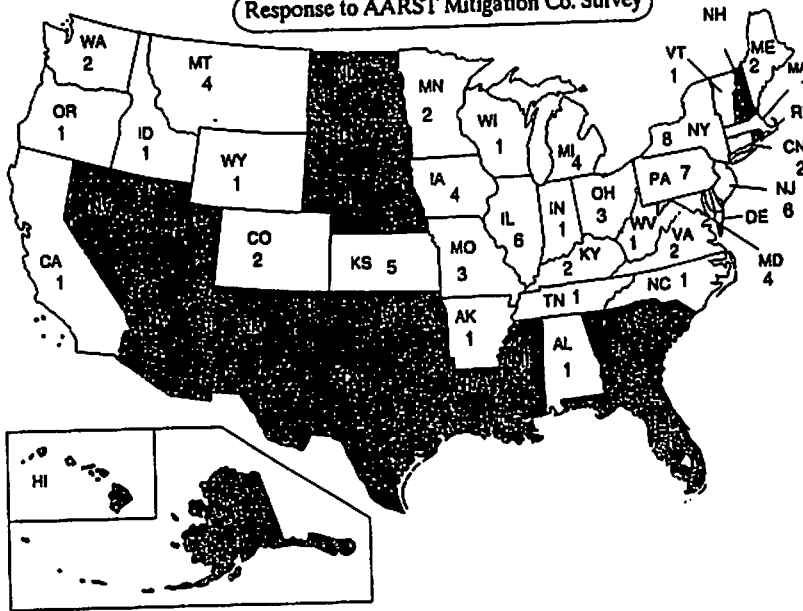 Response to AARST Mitigation Co. Survey
NH
WA
2
MT
4
MN
2
VT
1
ME
2
MA
OR
1
ID
1
WI
1
8 NY
CN
2
WY
1
MI
4
IA 4
PA 7
NJ
6
OH
3
IL
6
IN
1
WV
1
DE
CO
2
KS 5
MO
3
VA
2
MD
4
CA
1
KY
2
NC 1
TN 1
AK
1
AL
1
HI